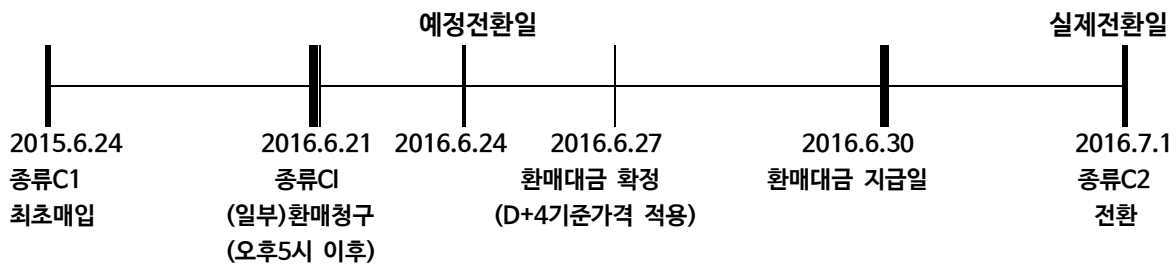 예정전환일 실제전환일
2015.6.24 2016.6.21 2016.6.24 2016.6.27 2016.6.30 2016.7.1
종류C1 종류CI 환매대금 확정 환매대금 지급일 종류C2
최초매입 (일부)환매청구 (D+4기준가격 적용) 전환
(오후5시 이후)